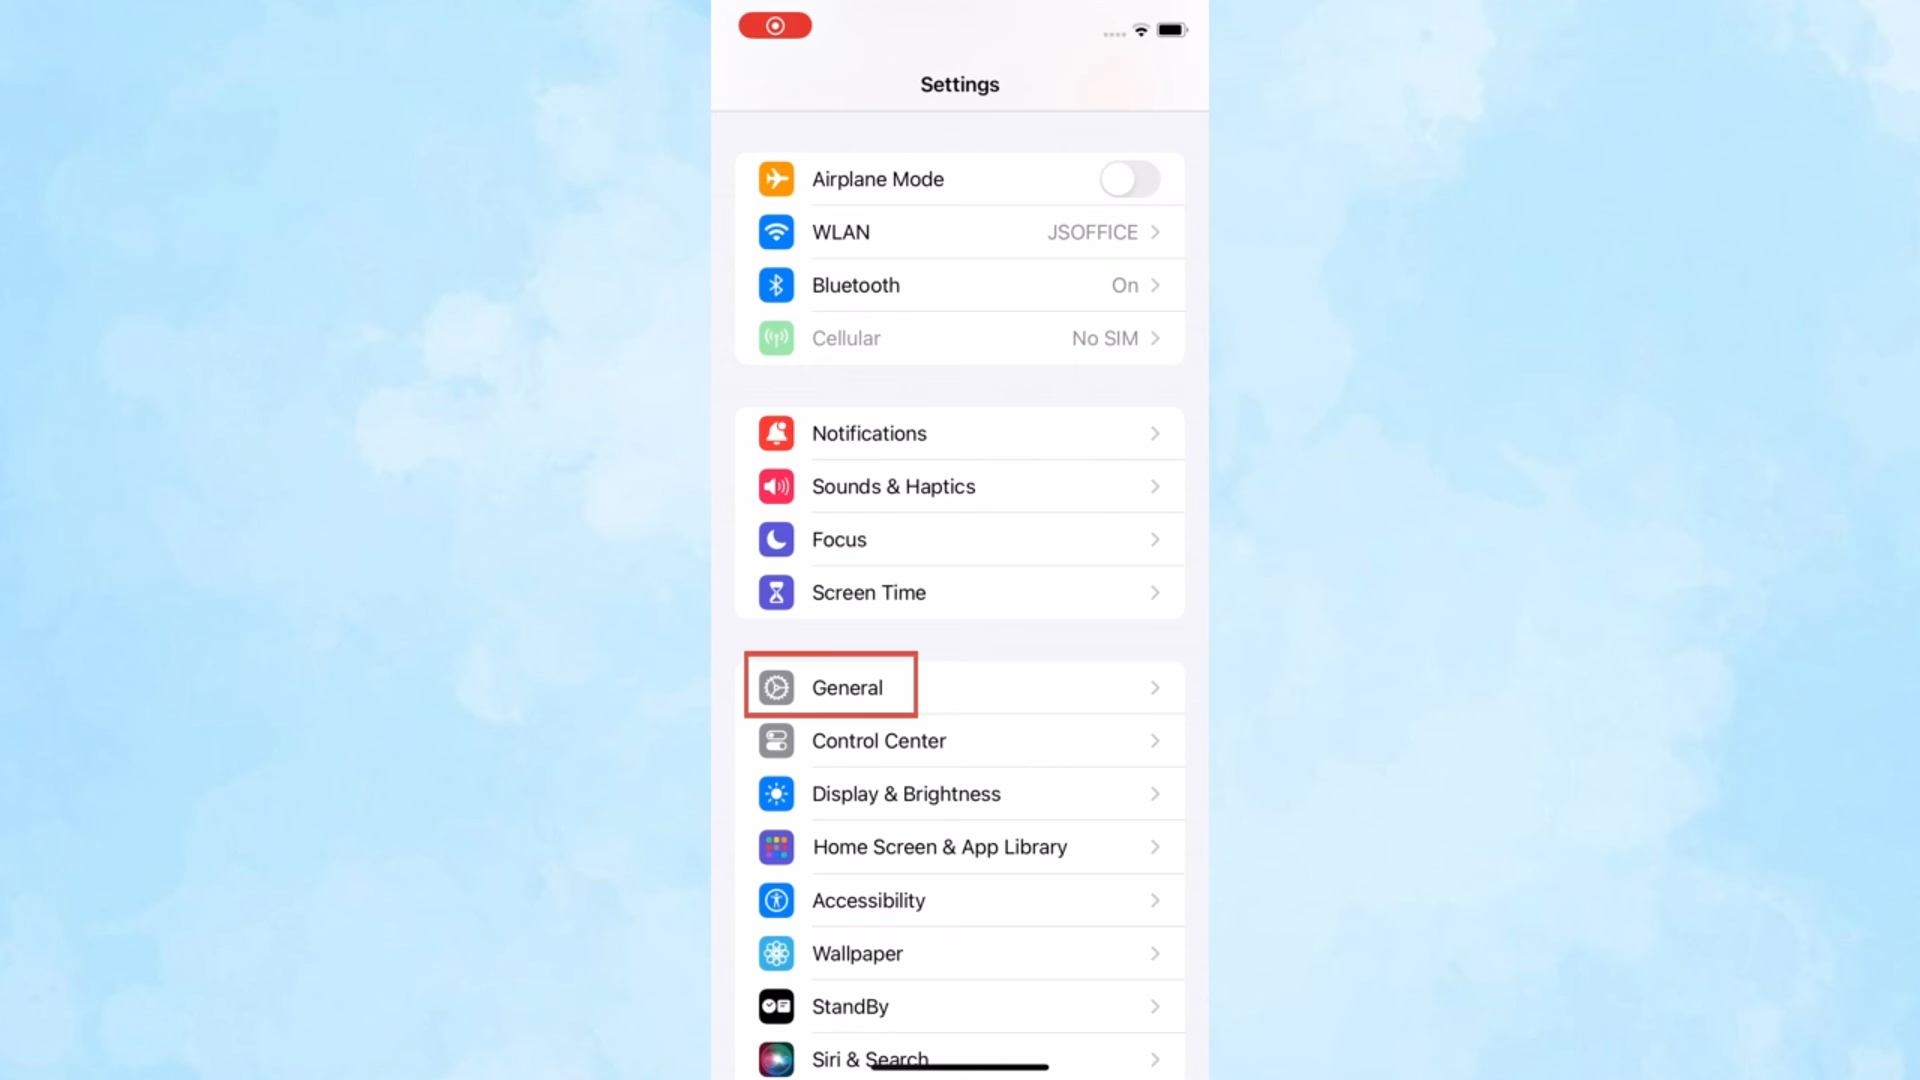 Settings
Airplane Mode
WLAN JSOFFICE
Bluetooth On
Cellular No SIM
Notifications
Sounds & Haptics
Focus
Screen Time
General
Control Center
Display & Brightness
Home Screen & App Library
Accessibility
Wallpaper
StandBy
Siri & Search